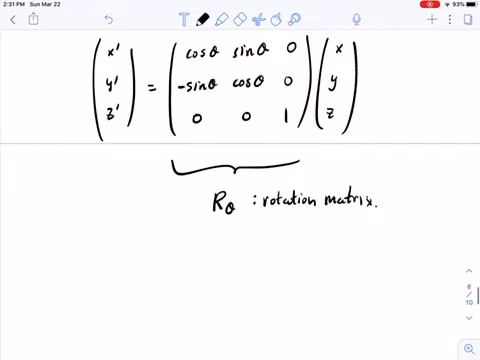 2:31 PM Sun Mar 22
93%
x' cosθ sinθ 0 x
y' = -sinθ cosθ 0 y
z' 0 0 1 z
Rθ : rotation matrix.
8
/
10